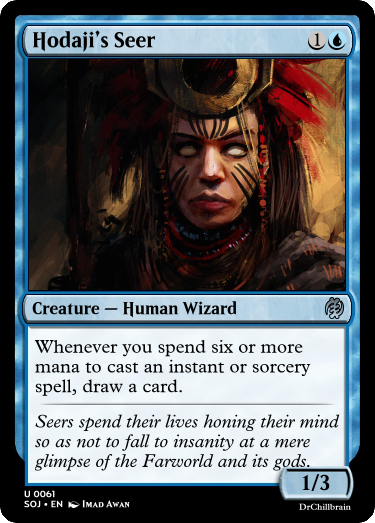 Hodaji's Seer 1
Creature — Human Wizard
Whenever you spend six or more
mana to cast an instant or sorcery
spell, draw a card.
Seers spend their lives honing their mind
so as not to fall to insanity at a mere
glimpse of the Farworld and its gods.
1/3
U 0061
SOJ • EN Imad Awan
DrChillbrain